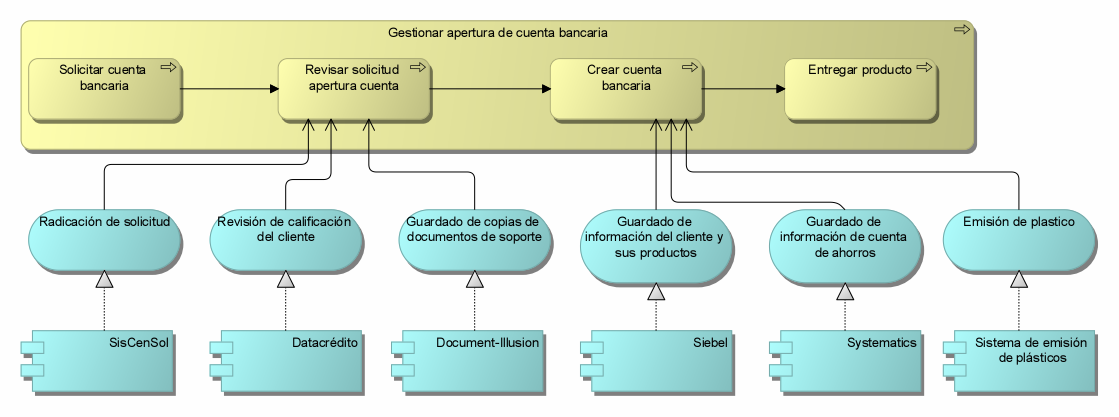 Gestionar apertura de cuenta bancaria
Solicitar cuenta
bancaria
Revisar solicitud
apertura cuenta
Crear cuenta
bancaria
Entregar producto
Radicación de solicitud
Revisión de calificación
del cliente
Guardado de copias de
documentos de soporte
Guardado de
información del cliente y
sus productos
Guardado de
información de cuenta
de ahorros
Emisión de plastico
SisCenSol
Datacrédito
Document-Illusion
Siebel
Systematics
Sistema de emisión
de plásticos